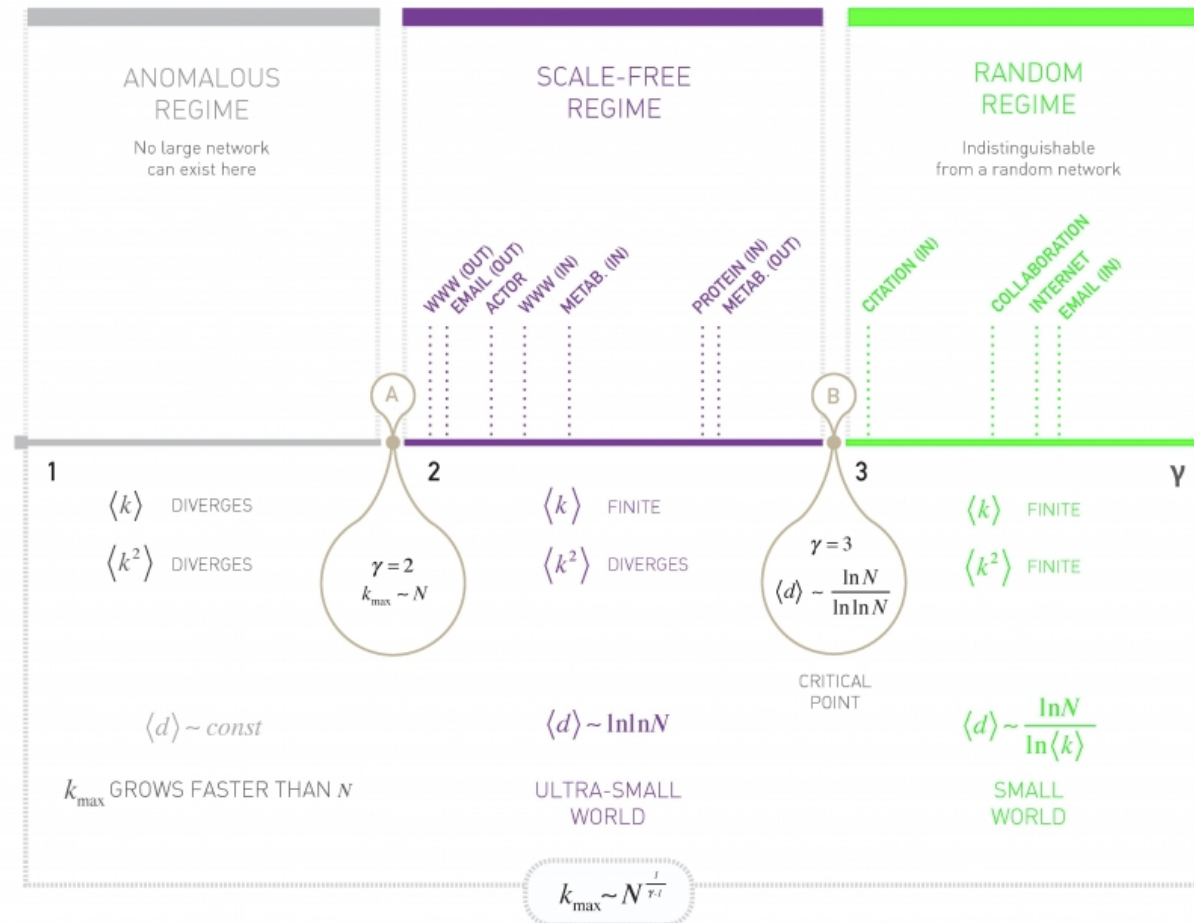 ANOMALOUS
REGIME
No large network
can exist here
SCALE-FREE
REGIME
RANDOM
REGIME
Indistinguishable
from a random network
WWW (OUT)
EMAIL (OUT)
ACTOR
WWW (IN)
METAB. (IN)
PROTEIN (IN)
METAB. (OUT)
CITATION (IN)
COLLABORATION
INTERNET
EMAIL (IN)
A
B
1
2
3
γ
⟨k⟩ DIVERGES
⟨k²⟩ DIVERGES
γ = 2
k_max ~ N
⟨k⟩ FINITE
⟨k²⟩ DIVERGES
γ = 3
⟨d⟩ ~ ln N / ln ln N
CRITICAL
POINT
⟨k⟩ FINITE
⟨k²⟩ FINITE
⟨d⟩ ~ const
k_max GROWS FASTER THAN N
⟨d⟩ ~ lnlnN
ULTRA-SMALL
WORLD
⟨d⟩ ~ lnN / ln⟨k⟩
SMALL
WORLD
k_max ~ N^(1/(γ-1))